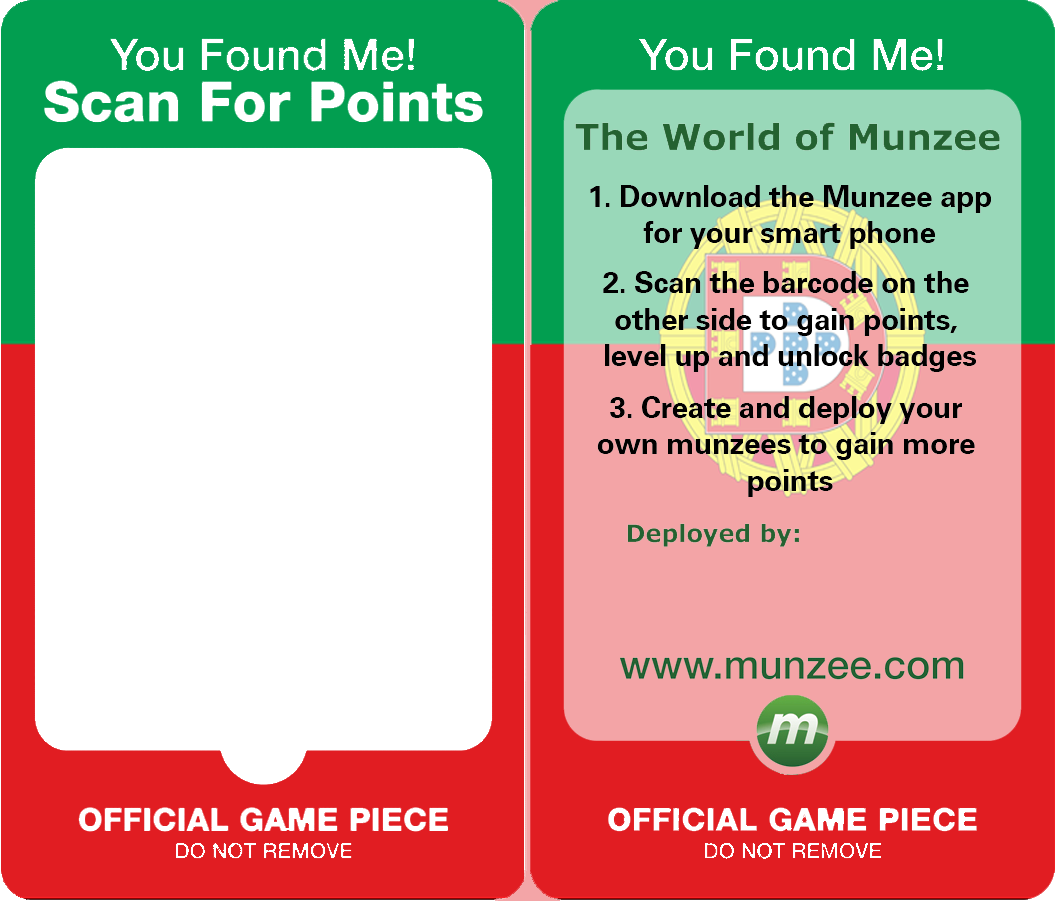 You Found Me!
Scan For Points
OFFICIAL GAME PIECE
DO NOT REMOVE
You Found Me!
The World of Munzee
1. Download the Munzee app
for your smart phone
2. Scan the barcode on the
other side to gain points,
level up and unlock badges
3. Create and deploy your
own munzees to gain more
points
Deployed by:
www.munzee.com
m
OFFICIAL GAME PIECE
DO NOT REMOVE